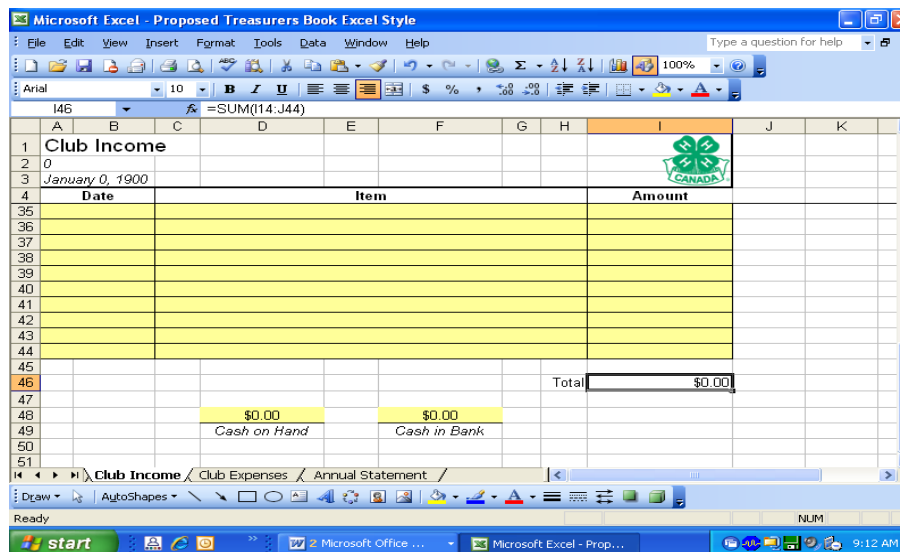 Microsoft Excel - Proposed Treasurers Book Excel Style
File Edit View Insert Format Tools Data Window Help Type a question for help
Σ 100%
Arial 10 B I U $ % ,
I46 fx =SUM(I14:J44)
A B C D E F G H I J K
1 Club Income
2 0
3 January 0, 1900
CANADA
4 Date Item Amount
35
36
37
38
39
40
41
42
43
44
45
46 Total $0.00
47
48 $0.00 $0.00
49 Cash on Hand Cash in Bank
50
51
Club Income Club Expenses Annual Statement
Draw AutoShapes A
Ready NUM
start 2 Microsoft Office ... Microsoft Excel - Prop... 9:12 AM